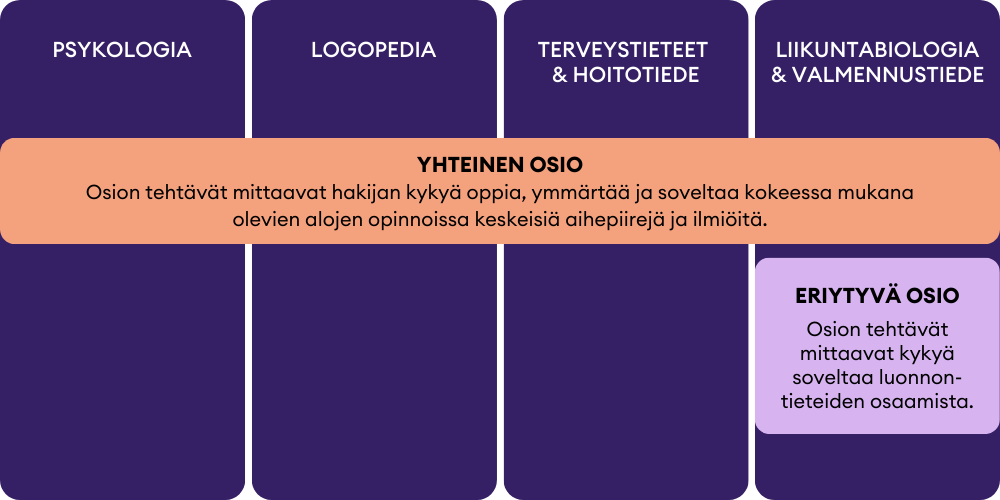 PSYKOLOGIA
LOGOPEDIA
TERVEYSTIETEET
& HOITOTIEDE
LIIKUNTABIOLOGIA
& VALMENNUSTIEDE
YHTEINEN OSIO
Osion tehtävät mittaavat hakijan kykyä oppia, ymmärtää ja soveltaa kokeessa mukana
olevien alojen opinnoissa keskeisiä aihepiirejä ja ilmiöitä.
ERIYTYVÄ OSIO
Osion tehtävät
mittaavat kykyä
soveltaa luonnon-
tieteiden osaamista.